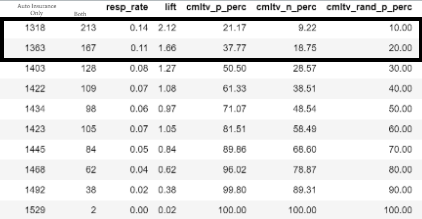 Auto Insurance Only Both resp_rate lift cmltv_p_perc cmltv_n_perc cmltv_rand_p_perc
1318 213 0.14 2.12 21.17 9.22 10.00
1363 167 0.11 1.66 37.77 18.75 20.00
1403 128 0.08 1.27 50.50 28.57 30.00
1422 109 0.07 1.08 61.33 38.51 40.00
1434 98 0.06 0.97 71.07 48.54 50.00
1423 105 0.07 1.05 81.51 58.49 60.00
1445 84 0.05 0.84 89.86 68.60 70.00
1468 62 0.04 0.62 96.02 78.87 80.00
1492 38 0.02 0.38 99.80 89.31 90.00
1529 2 0.00 0.02 100.00 100.00 100.00